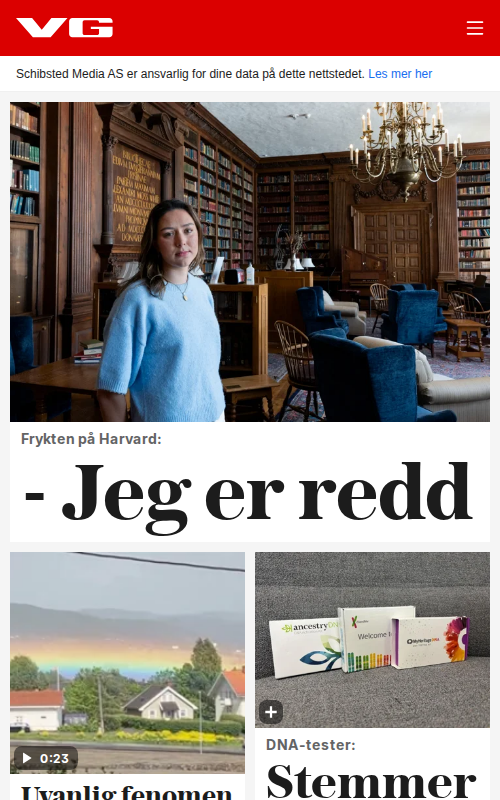 VG
Schibsted Media AS er ansvarlig for dine data på dette nettstedet. Les mer her
Frykten på Harvard:
- Jeg er redd
0:23
Uvanlig fenomen
ancestryDNA
Welcome
MyHeritage DNA
DNA-tester:
Stemmer